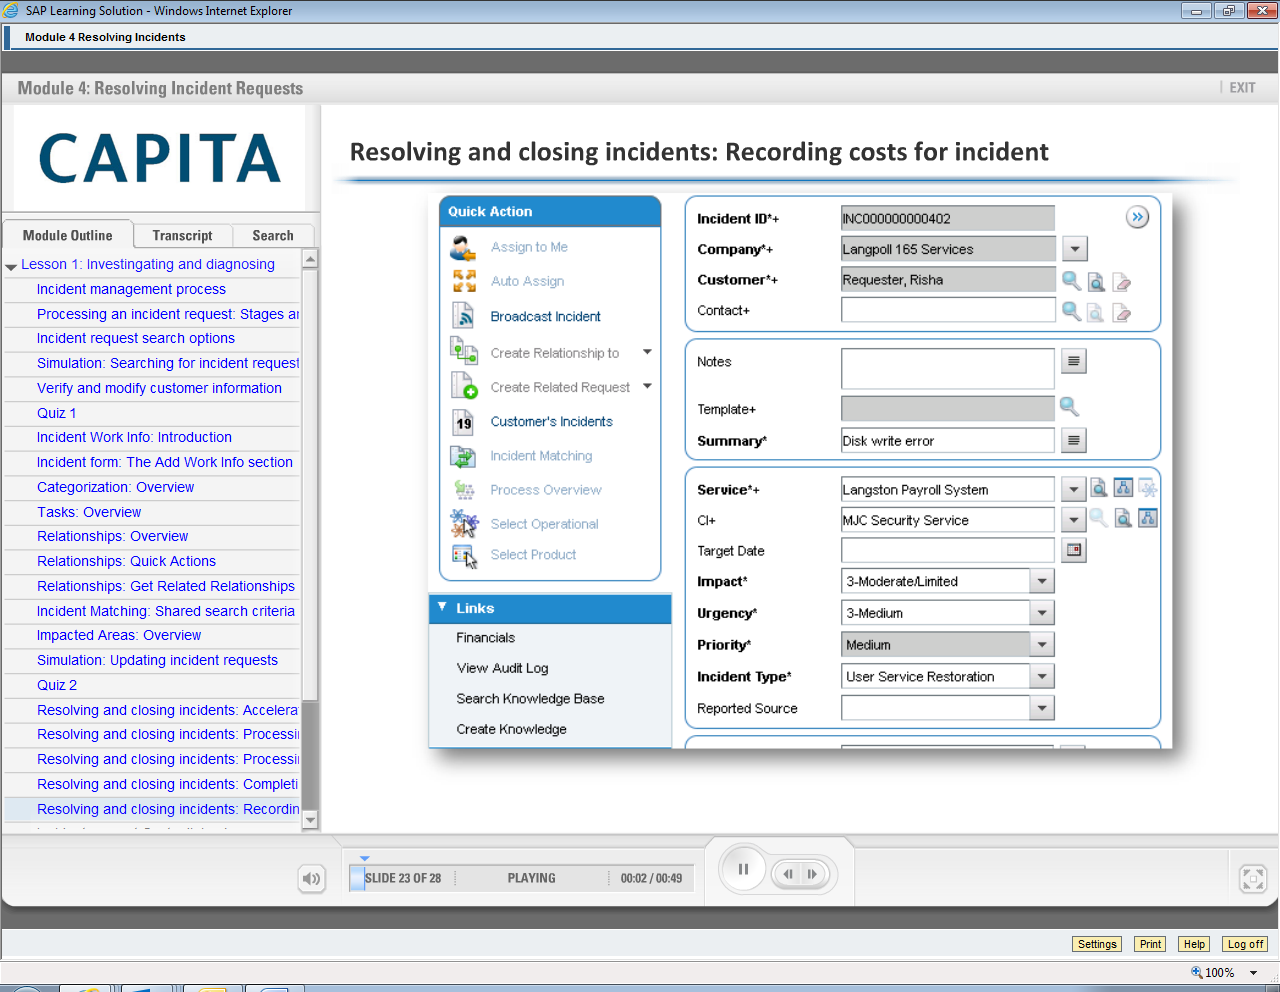 SAP Learning Solution - Windows Internet Explorer
Module 4 Resolving Incidents
Module 4: Resolving Incident Requests
EXIT
CAPITA
Module Outline
Transcript
Search
Lesson 1: Investingating and diagnosing
Incident management process
Processing an incident request: Stages an
Incident request search options
Simulation: Searching for incident request
Verify and modify customer information
Quiz 1
Incident Work Info: Introduction
Incident form: The Add Work Info section
Categorization: Overview
Tasks: Overview
Relationships: Overview
Relationships: Quick Actions
Relationships: Get Related Relationships
Incident Matching: Shared search criteria
Impacted Areas: Overview
Simulation: Updating incident requests
Quiz 2
Resolving and closing incidents: Accelera
Resolving and closing incidents: Processi
Resolving and closing incidents: Processi
Resolving and closing incidents: Completi
Resolving and closing incidents: Recordin
Resolving and closing incidents: Recording costs for incident
Quick Action
Assign to Me
Auto Assign
Broadcast Incident
Create Relationship to
Create Related Request
19
Customer's Incidents
Incident Matching
Process Overview
Select Operational
Select Product
Links
Financials
View Audit Log
Search Knowledge Base
Create Knowledge
Incident ID*+ INC000000000402
Company*+ Langpoll 165 Services
Customer*+ Requester, Risha
Contact+
Notes
Template+
Summary* Disk write error
Service*+ Langston Payroll System
CI+ MJC Security Service
Target Date
Impact* 3-Moderate/Limited
Urgency* 3-Medium
Priority* Medium
Incident Type* User Service Restoration
Reported Source
SLIDE 23 OF 28
PLAYING
00:02 / 00:49
Settings
Print
Help
Log off
100%